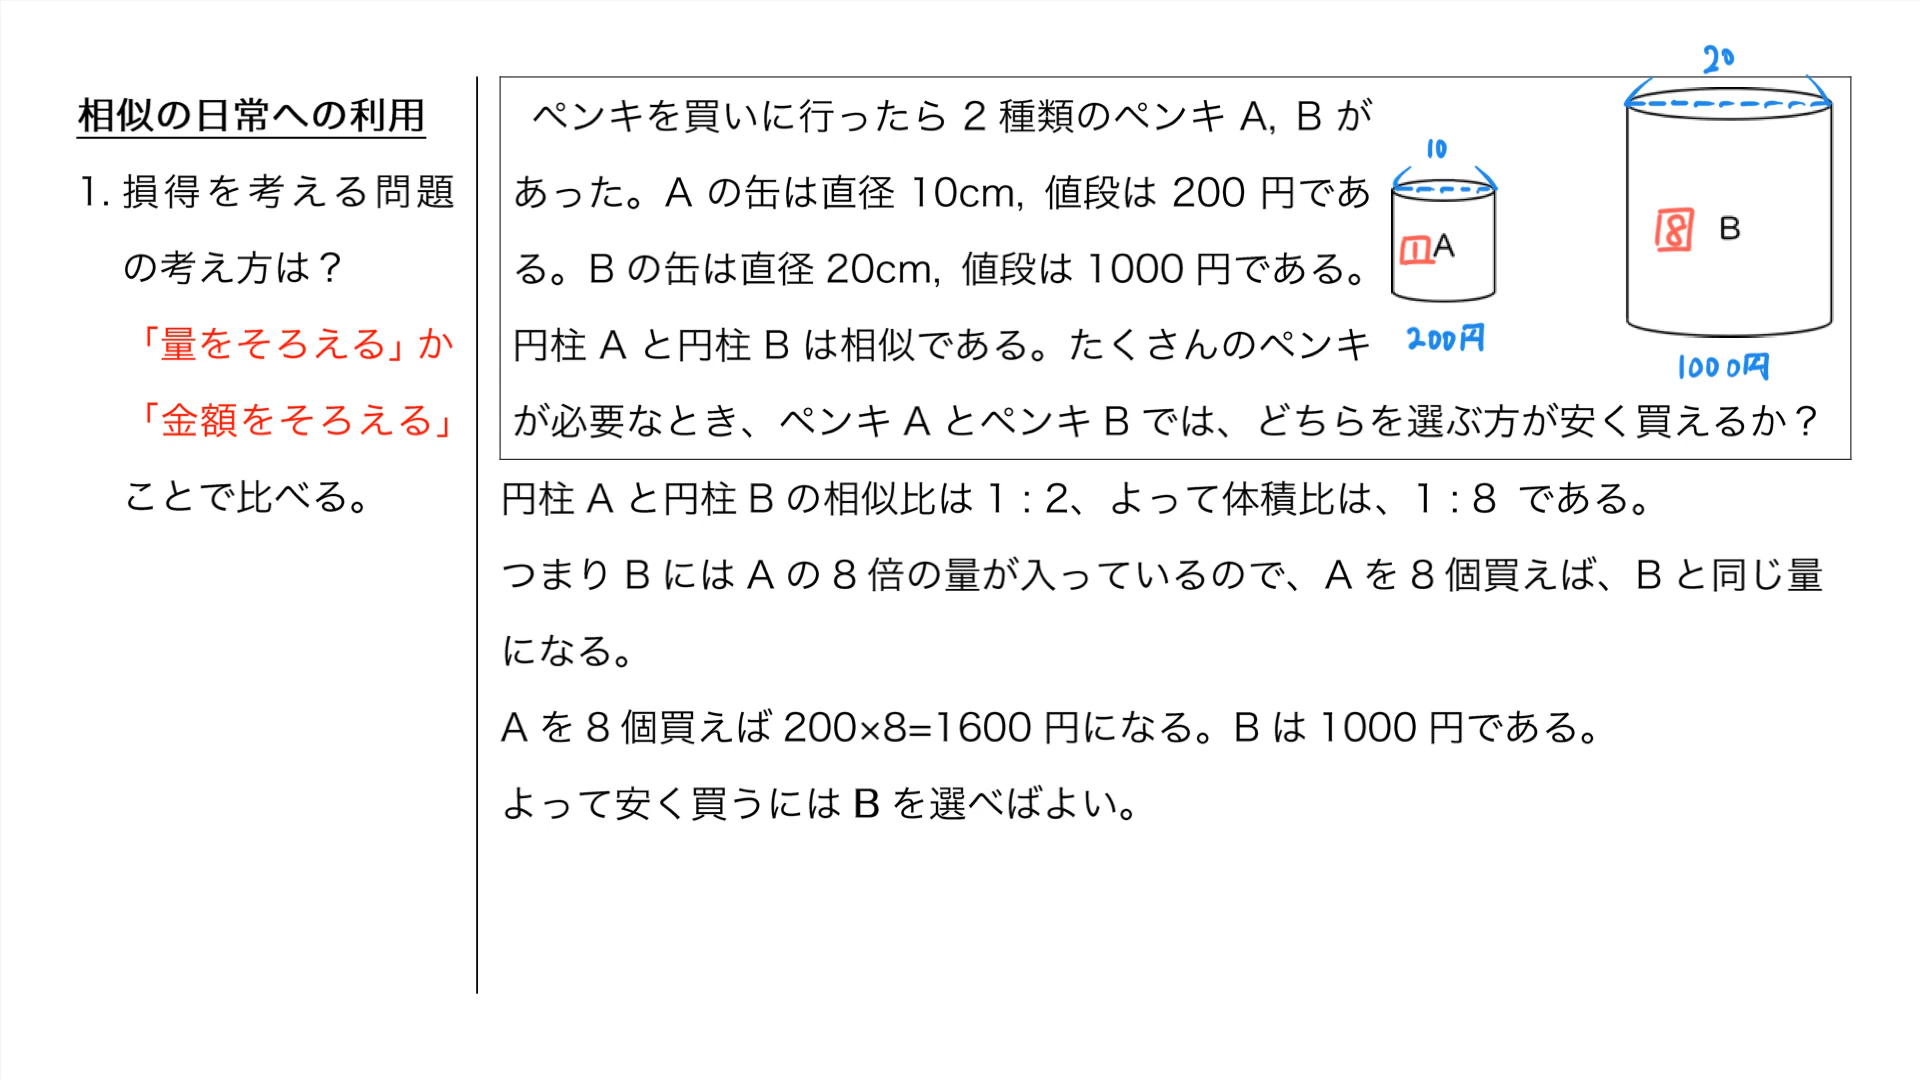 相似の日常への利用
1. 損得を考える問題
の考え方は？
「量をそろえる」か
「金額をそろえる」
ことで比べる。
ペンキを買いに行ったら 2 種類のペンキ A, B が
あった。A の缶は直径 10cm, 値段は 200 円であ
る。B の缶は直径 20cm, 値段は 1000 円である。
円柱 A と円柱 B は相似である。たくさんのペンキ
が必要なとき、ペンキ A とペンキ B では、どちらを選ぶ方が安く買えるか？
10
1 A
200円
20
8 B
1000円
円柱 A と円柱 B の相似比は 1 : 2、よって体積比は、1 : 8 である。
つまり B には A の 8 倍の量が入っているので、A を 8 個買えば、B と同じ量
になる。
A を 8 個買えば 200×8=1600 円になる。B は 1000 円である。
よって安く買うには B を選べばよい。